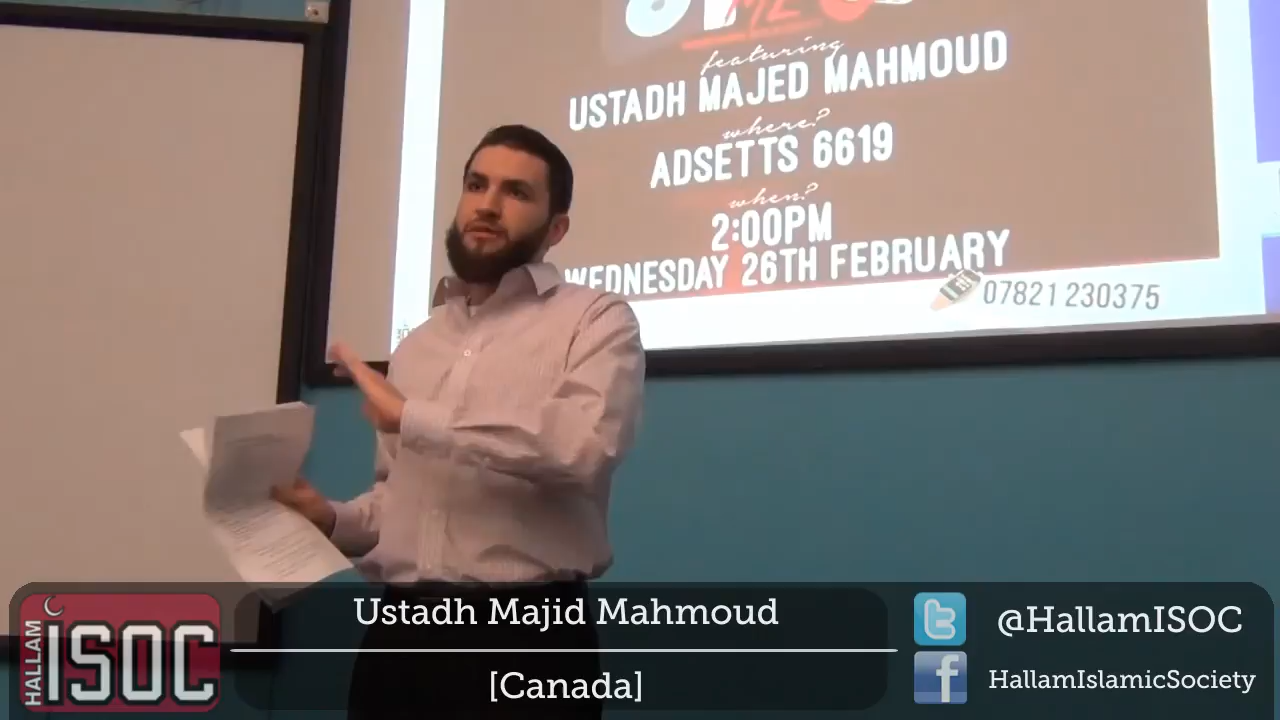 ME
featuring
USTADH MAJED MAHMOUD
where?
ADSETTS 6619
when?
2:00PM
WEDNESDAY 26TH FEBRUARY
07821 230375
HALLAM
ISOC
Ustadh Majid Mahmoud
[Canada]
@HallamISOC
HallamIslamicSociety